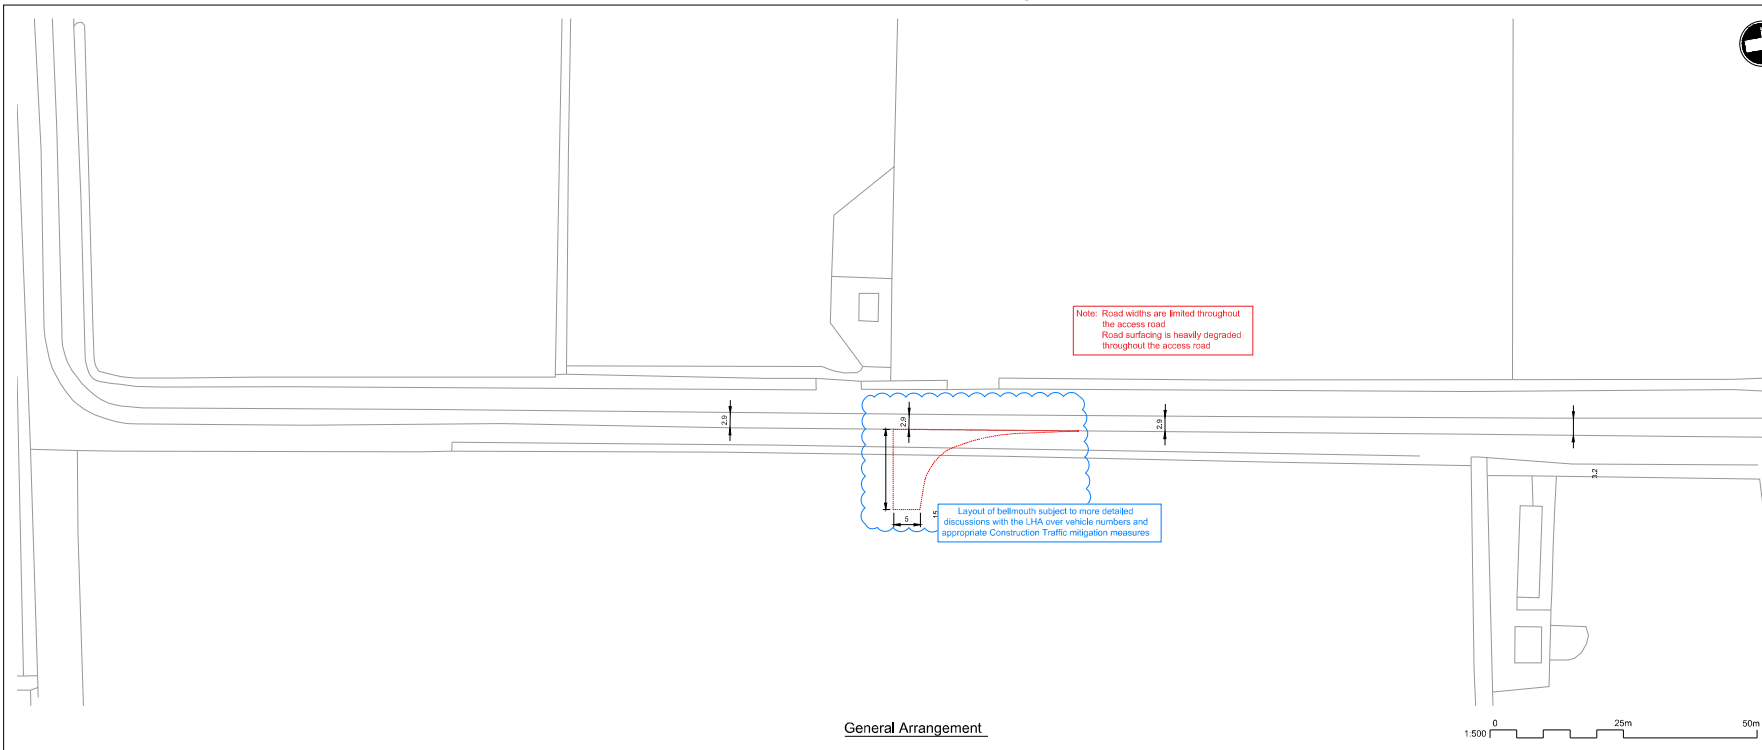 Note: Road widths are limited throughout
the access road
Road surfacing is heavily degraded
throughout the access road
2.9
2.9
2.9
3.2
15
5
Layout of bellmouth subject to more detailed
discussions with the LHA over vehicle numbers and
appropriate Construction Traffic mitigation measures
General Arrangement
1:500
0
25m
50m